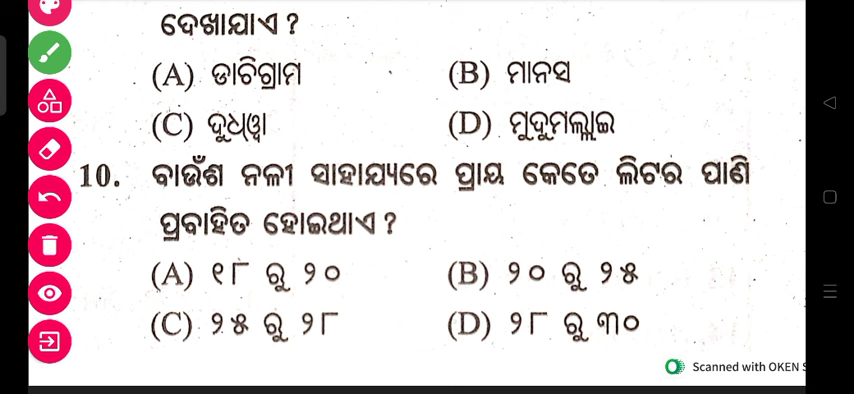 ଦେଖାଯାଏ ?
(A) ଡାଚିଗ୍ରାମ (B) ମାନସ
(C) ଦୁଧଓ୍ବା (D) ମୁଦୁମଲ୍ଲାଇ
10. ବାଉଁଶ ନଳୀ ସାହାଯ୍ୟରେ ପ୍ରାୟ କେତେ ଲିଟର ପାଣି
ପ୍ରବାହିତ ହୋଇଥାଏ ?
(A) ୧୮ ରୁ ୨୦ (B) ୨୦ ରୁ ୨୫
(C) ୨୫ ରୁ ୨୮ (D) ୨୮ ରୁ ୩୦
Scanned with OKEN S